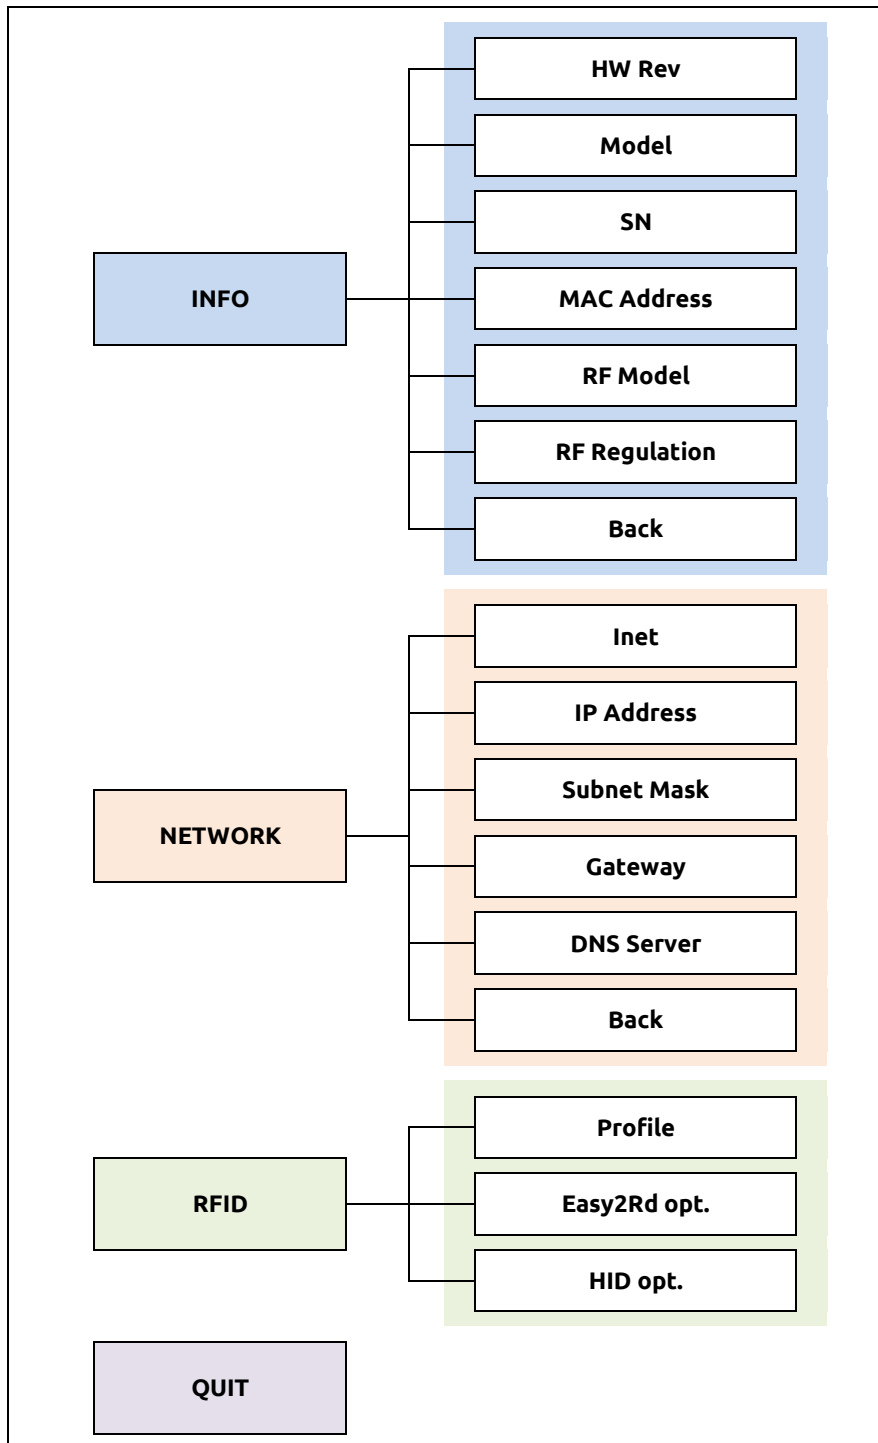 INFO
HW Rev
Model
SN
MAC Address
RF Model
RF Regulation
Back
NETWORK
Inet
IP Address
Subnet Mask
Gateway
DNS Server
Back
RFID
Profile
Easy2Rd opt.
HID opt.
QUIT